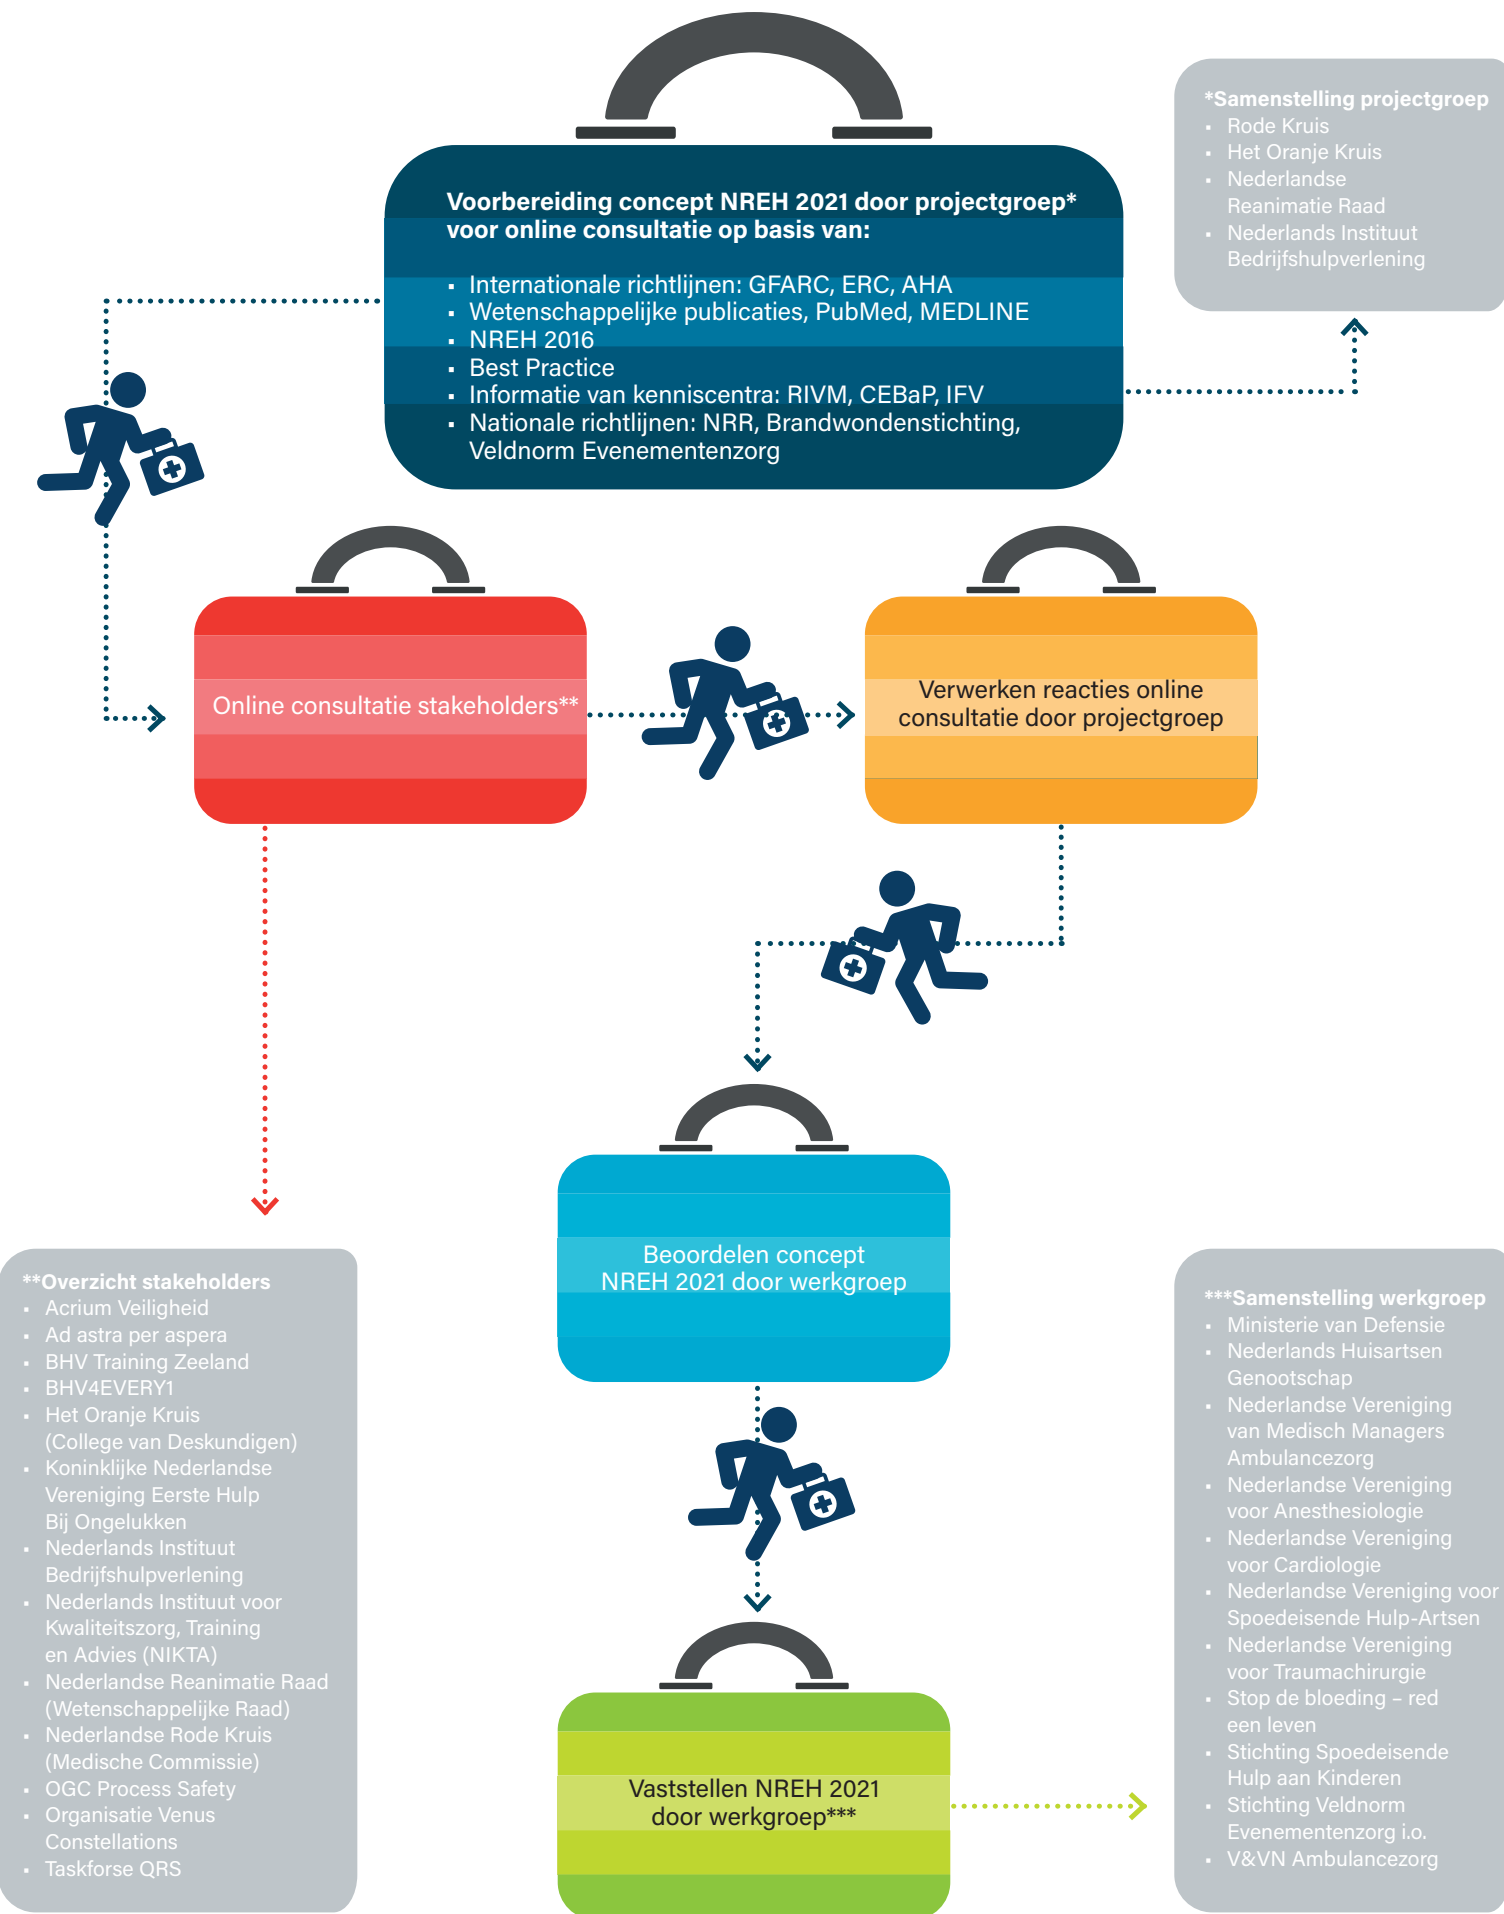 Voorbereiding concept NREH 2021 door projectgroep*
voor online consultatie op basis van:
▪ Internationale richtlijnen: GFARC, ERC, AHA
▪ Wetenschappelijke publicaties, PubMed, MEDLINE
▪ NREH 2016
▪ Best Practice
▪ Informatie van kenniscentra: RIVM, CEBaP, IFV
▪ Nationale richtlijnen: NRR, Brandwondenstichting,
Veldnorm Evenementenzorg
*Samenstelling projectgroep
▪ Rode Kruis
▪ Het Oranje Kruis
▪ Nederlandse
Reanimatie Raad
▪ Nederlands Instituut
Bedrijfshulpverlening
Online consultatie stakeholders**
Verwerken reacties online
consultatie door projectgroep
Beoordelen concept
NREH 2021 door werkgroep
Vaststellen NREH 2021
door werkgroep***
**Overzicht stakeholders
▪ Acrium Veiligheid
▪ Ad astra per aspera
▪ BHV Training Zeeland
▪ BHV4EVERY1
▪ Het Oranje Kruis
(College van Deskundigen)
▪ Koninklijke Nederlandse
Vereniging Eerste Hulp
Bij Ongelukken
▪ Nederlands Instituut
Bedrijfshulpverlening
▪ Nederlands Instituut voor
Kwaliteitszorg, Training
en Advies (NIKTA)
▪ Nederlandse Reanimatie Raad
(Wetenschappelijke Raad)
▪ Nederlandse Rode Kruis
(Medische Commissie)
▪ OGC Process Safety
▪ Organisatie Venus
Constellations
▪ Taskforse QRS
***Samenstelling werkgroep
▪ Ministerie van Defensie
▪ Nederlands Huisartsen
Genootschap
▪ Nederlandse Vereniging
van Medisch Managers
Ambulancezorg
▪ Nederlandse Vereniging
voor Anesthesiologie
▪ Nederlandse Vereniging
voor Cardiologie
▪ Nederlandse Vereniging voor
Spoedeisende Hulp-Artsen
▪ Nederlandse Vereniging
voor Traumachirurgie
▪ Stop de bloeding – red
een leven
▪ Stichting Spoedeisende
Hulp aan Kinderen
▪ Stichting Veldnorm
Evenementenzorg i.o.
▪ V&VN Ambulancezorg